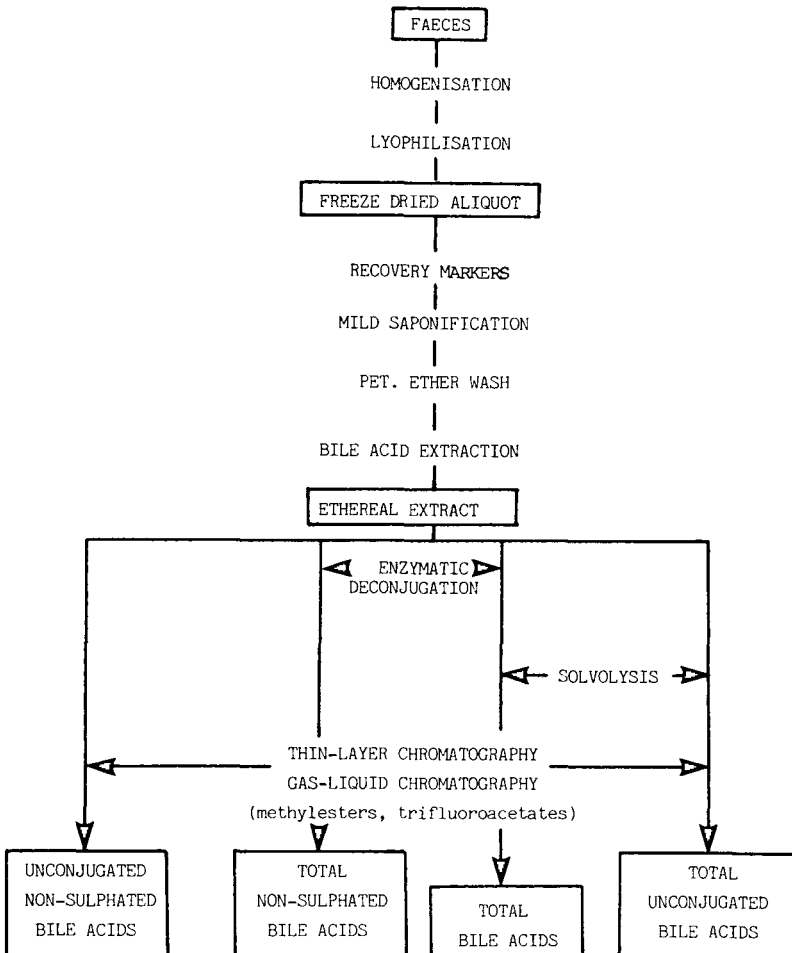 FAECES
HOMOGENISATION
LYOPHILISATION
FREEZE DRIED ALIQUOT
RECOVERY MARKERS
MILD SAPONIFICATION
PET. ETHER WASH
BILE ACID EXTRACTION
ETHEREAL EXTRACT
ENZYMATIC
DECONJUGATION
SOLVOLYSIS
THIN-LAYER CHROMATOGRAPHY
GAS-LIQUID CHROMATOGRAPHY
(methylesters, trifluoroacetates)
UNCONJUGATED
NON-SULPHATED
BILE ACIDS
TOTAL
NON-SULPHATED
BILE ACIDS
TOTAL
BILE ACIDS
TOTAL
UNCONJUGATED
BILE ACIDS